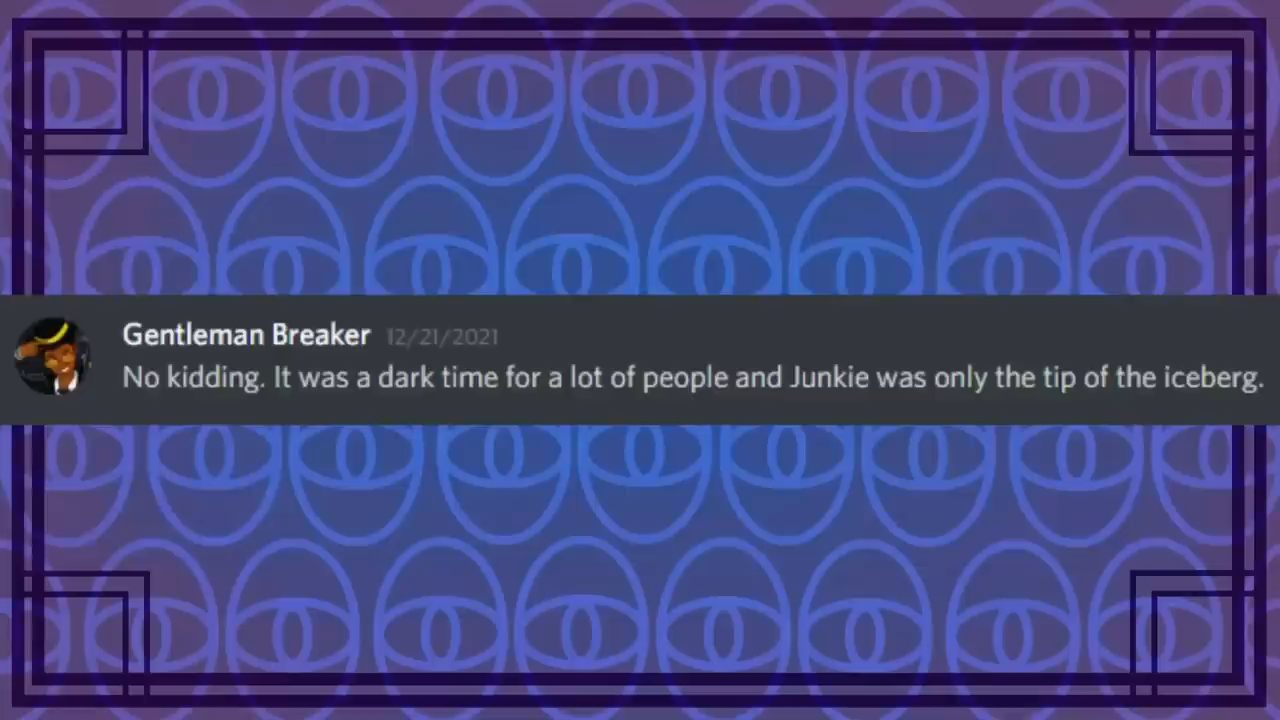 Gentleman Breaker 12/21/2021
No kidding. It was a dark time for a lot of people and Junkie was only the tip of the iceberg.